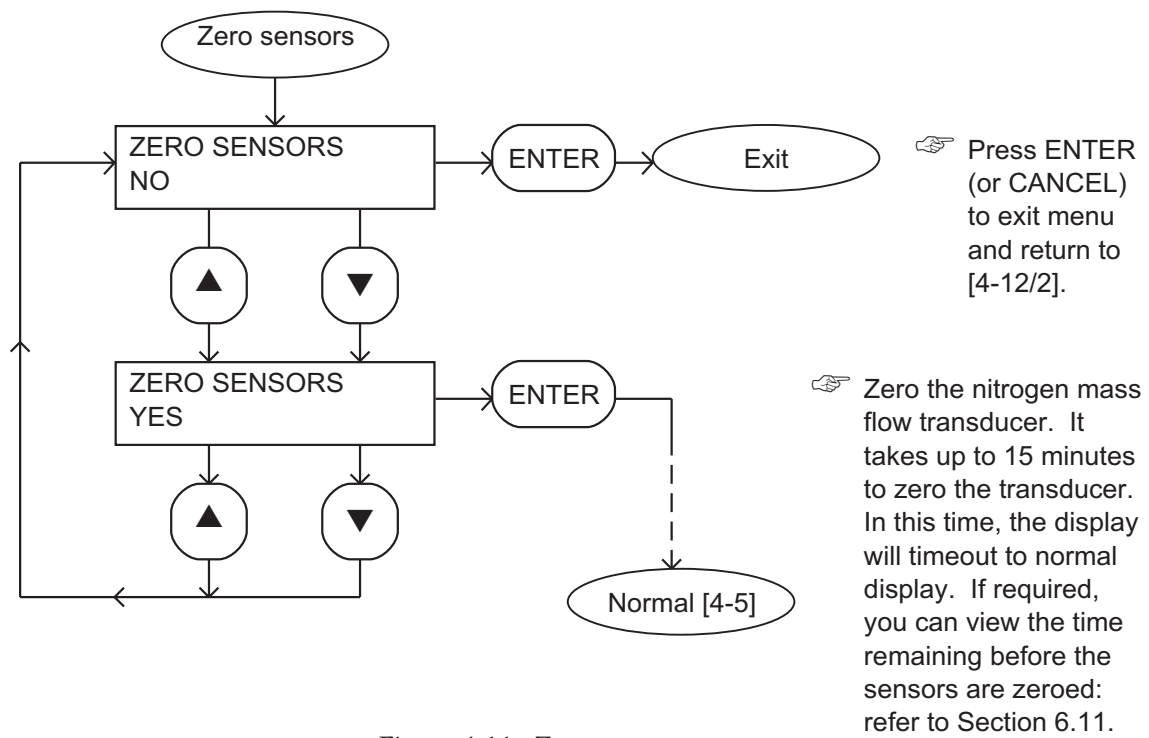 Zero sensors
ZERO SENSORS
NO
ENTER
Exit
☞ Press ENTER
(or CANCEL)
to exit menu
and return to
[4-12/2].
▲
▼
ZERO SENSORS
YES
ENTER
▲
▼
Normal [4-5]
☞ Zero the nitrogen mass
flow transducer. It
takes up to 15 minutes
to zero the transducer.
In this time, the display
will timeout to normal
display. If required,
you can view the time
remaining before the
sensors are zeroed:
refer to Section 6.11.